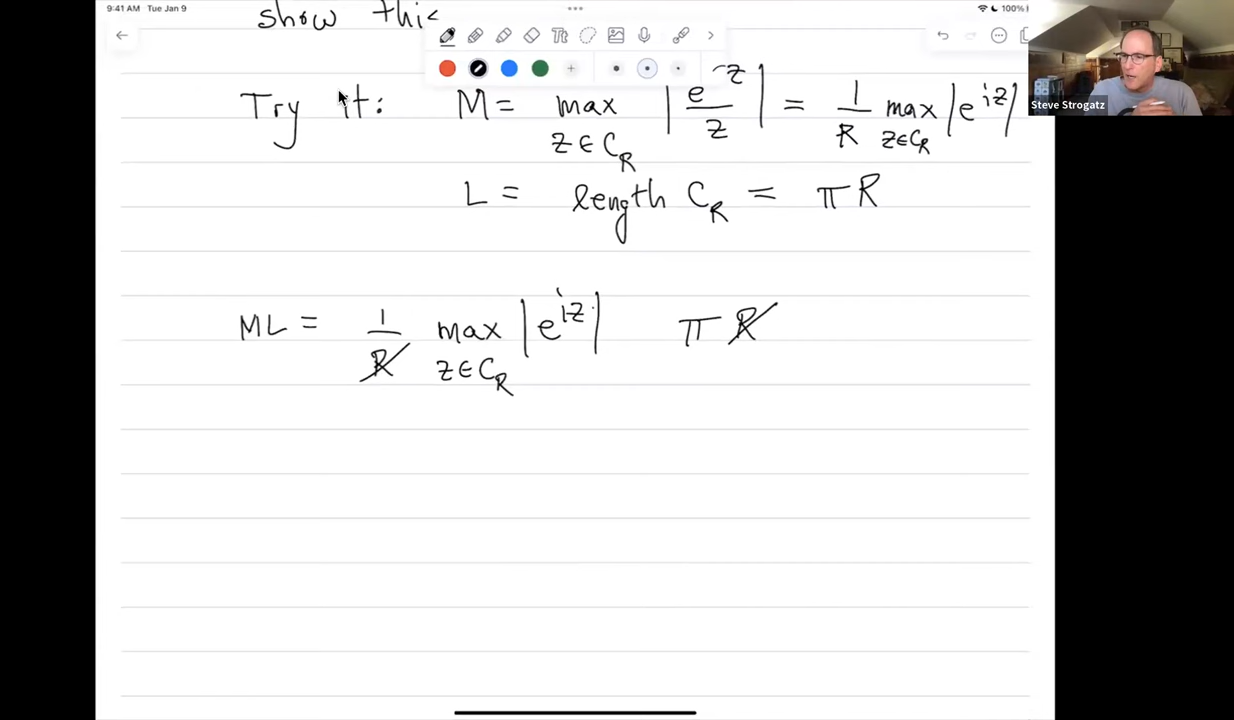 9:41 AM Tue Jan 9
100%
show this
Tt
Steve Strogatz
Try it: M = max z ∈ C_R | e^z / z | = 1/R max z∈C_R |e^{iz}|
L = length C_R = πR
ML = 1/R max z∈C_R |e^{iz}| πR